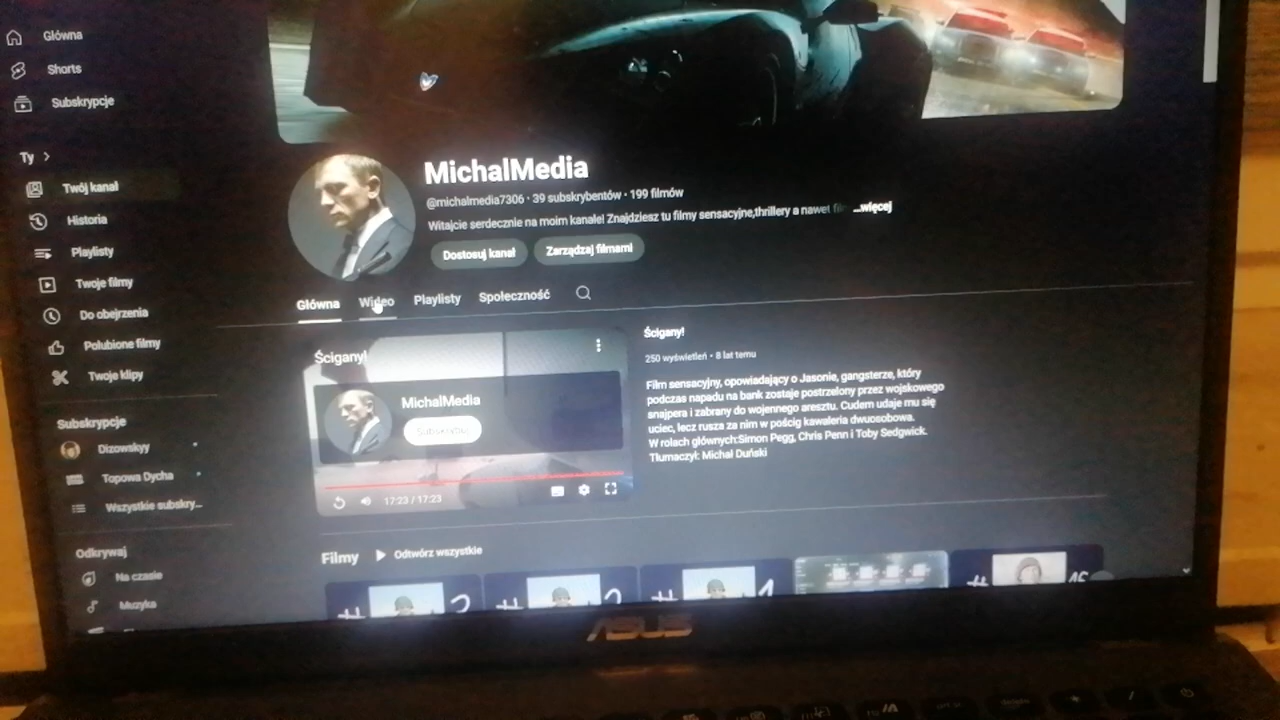 Główna
Shorts
Subskrypcje
Ty
Twój kanał
Historia
Playlisty
Twoje filmy
Do obejrzenia
Polubione filmy
Twoje klipy
Subskrypcje
Dizowskyy
Topowa Dycha
Wszystkie subskry...
Odkrywaj
Na czasie
Muzyka
MichalMedia
@michalmedia7306 · 39 subskrybentów · 199 filmów
Witajcie serdecznie na moim kanale! Znajdziesz tu filmy sensacyjne,thrillery a nawet ...więcej
Dostosuj kanał
Zarządzaj filmami
Główna Wideo Playlisty Społeczność
Ścigany!
MichalMedia
Subskrybuj
17:23 / 17:23
Ścigany!
250 wyświetleń · 8 lat temu
Film sensacyjny, opowiadający o Jasonie, gangsterze, który
podczas napadu na bank zostaje postrzelony przez wojskowego
snajpera i zabrany do wojennego aresztu. Cudem udaje mu się
uciec, lecz rusza za nim w pościg kawaleria dwuosobowa.
W rolach głównych:Simon Pegg, Chris Penn i Toby Sedgwick.
Tłumaczył: Michał Duński
Filmy
Odtwórz wszystkie
ASUS